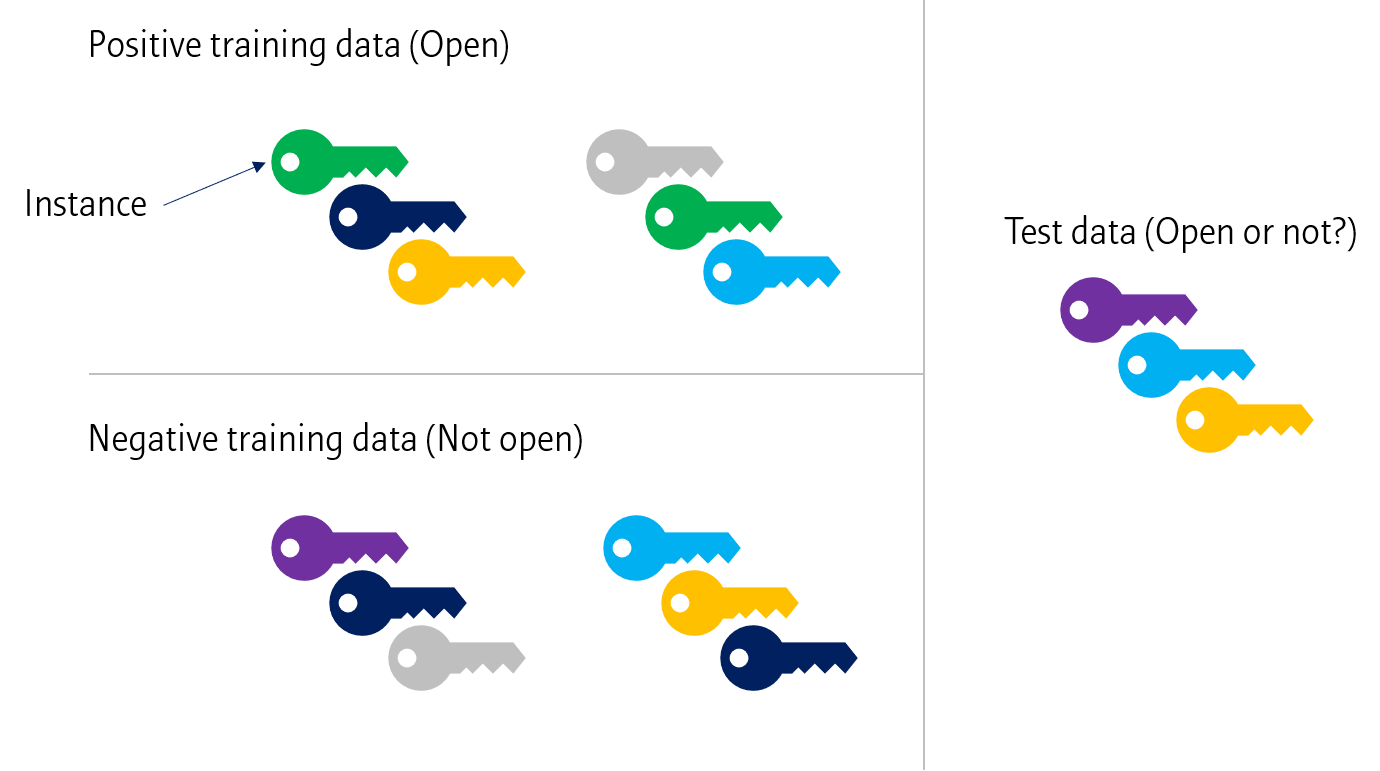 Positive training data (Open)
Instance
Test data (Open or not?)
Negative training data (Not open)